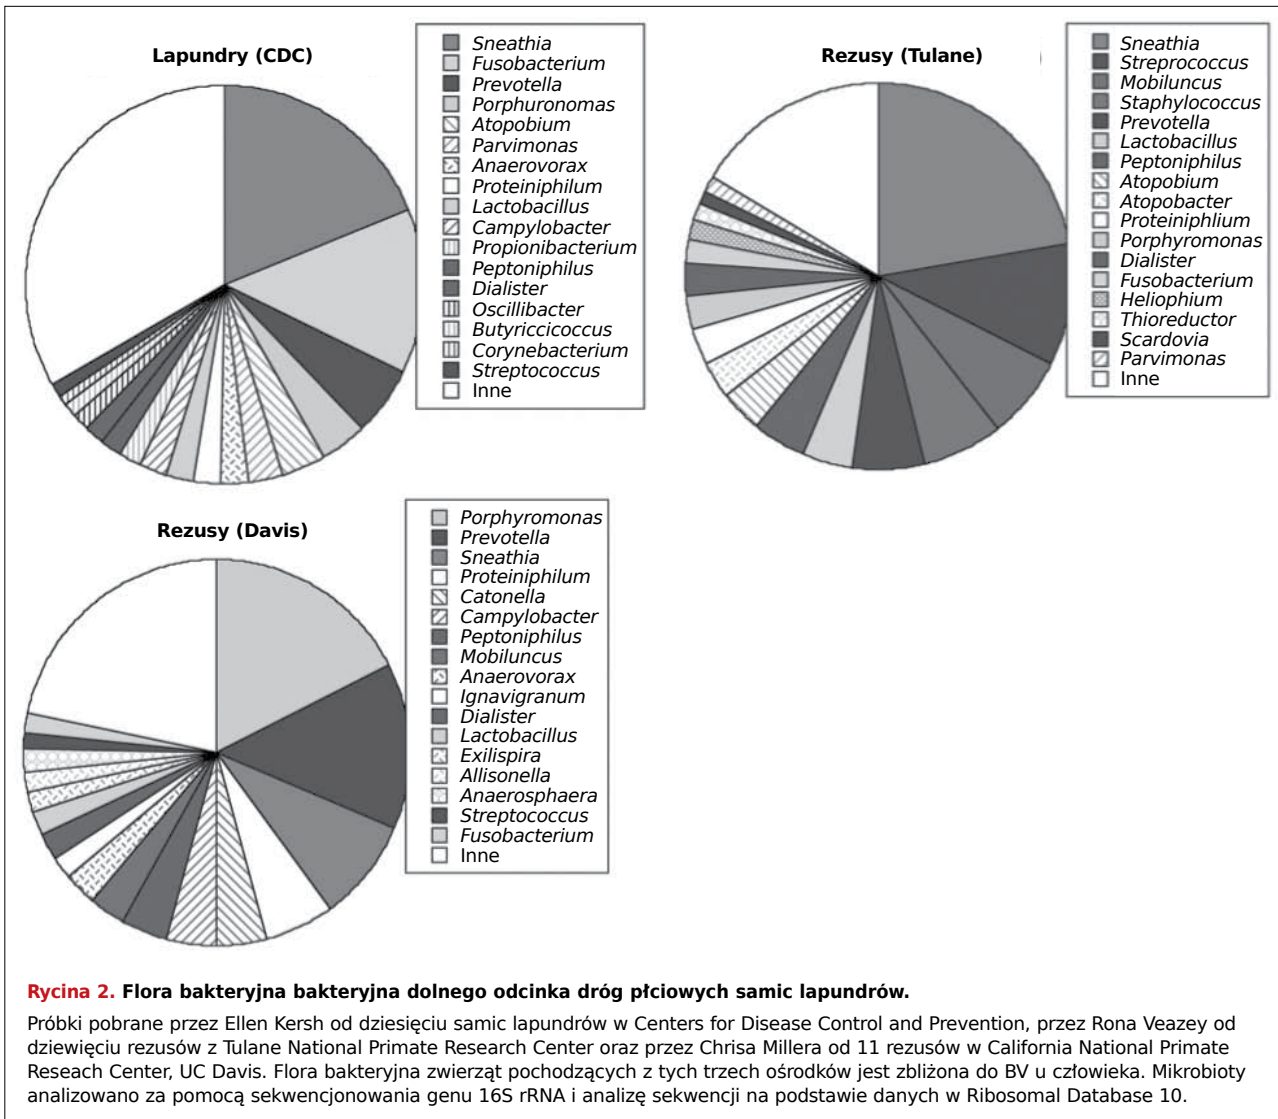 Lapundry (CDC)
Sneathia
Fusobacterium
Prevotella
Porphuronomas
Atopobium
Parvimonas
Anaerovorax
Proteiniphilum
Lactobacillus
Campylobacter
Propionibacterium
Peptoniphilus
Dialister
Oscillibacter
Butyriccicoccus
Corynebacterium
Streptococcus
Inne
Rezusy (Tulane)
Sneathia
Streprococcus
Mobiluncus
Staphylococcus
Prevotella
Lactobacillus
Peptoniphilus
Atopobium
Atopobacter
Proteiniphlium
Porphyromonas
Dialister
Fusobacterium
Heliophium
Thioreductor
Scardovia
Parvimonas
Inne
Rezusy (Davis)
Porphyromonas
Prevotella
Sneathia
Proteiniphilum
Catonella
Campylobacter
Peptoniphilus
Mobiluncus
Anaerovorax
Ignavigranum
Dialister
Lactobacillus
Exilispira
Allisonella
Anaerosphaera
Streptococcus
Fusobacterium
Inne
Rycina 2. Flora bakteryjna bakteryjna dolnego odcinka dróg płciowych samic lapundrów.
Próbki pobrane przez Ellen Kersh od dziesięciu samic lapundrów w Centers for Disease Control and Prevention, przez Rona Veazey od
dziewięciu rezusów z Tulane National Primate Research Center oraz przez Chrisa Millera od 11 rezusów w California National Primate
Reseach Center, UC Davis. Flora bakteryjna zwierząt pochodzących z tych trzech ośrodków jest zbliżona do BV u człowieka. Mikrobioty
analizowano za pomocą sekwencjonowania genu 16S rRNA i analizę sekwencji na podstawie danych w Ribosomal Database 10.